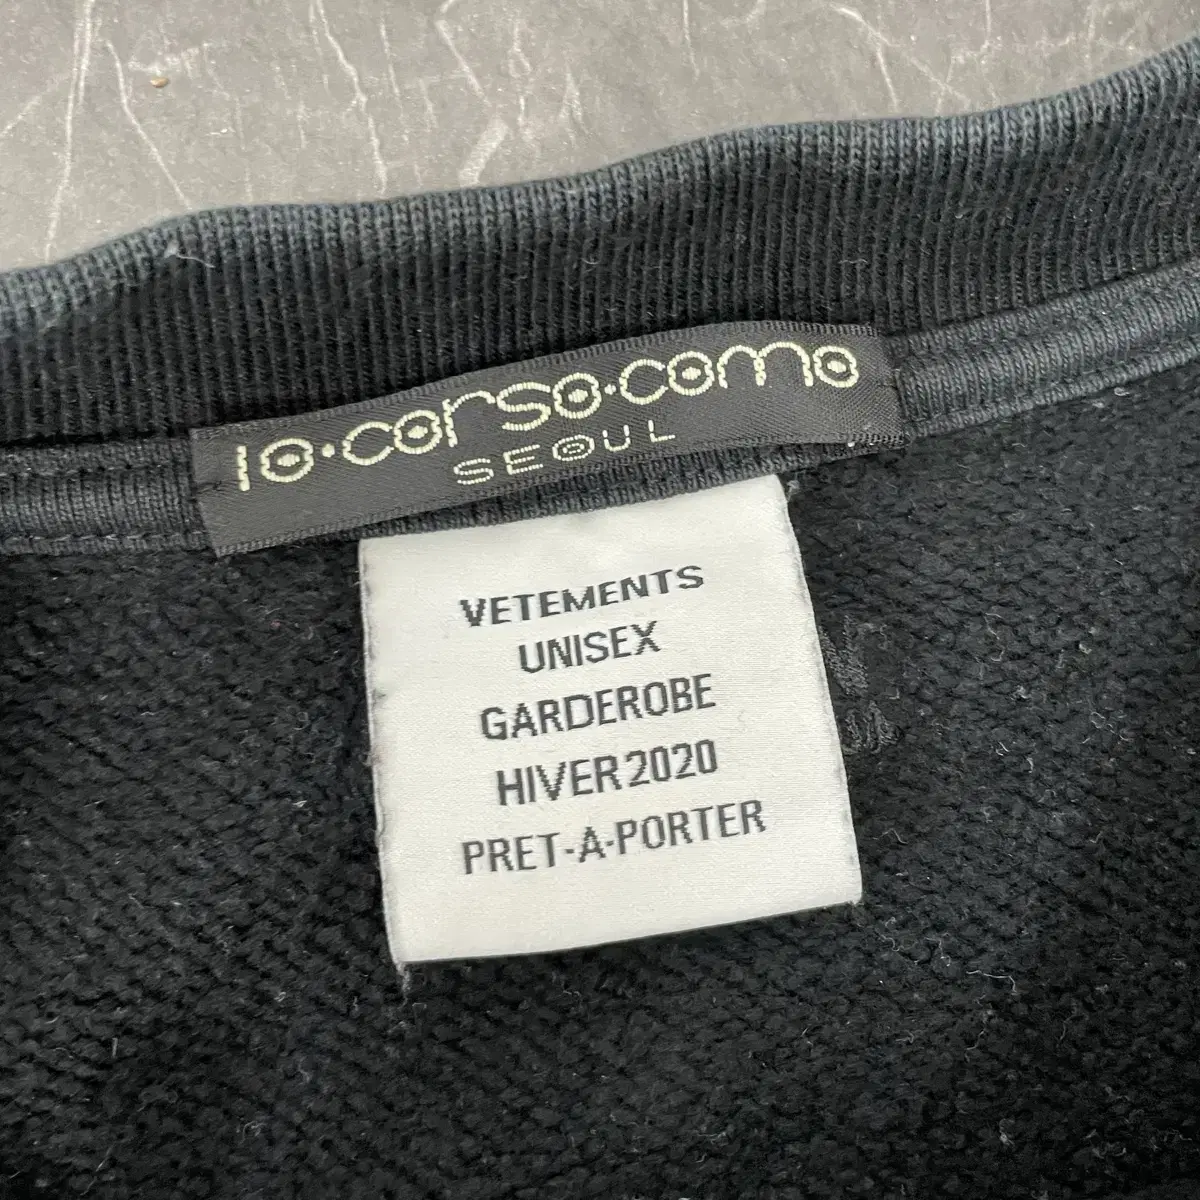 10·corso·como
SEOUL
VETEMENTS
UNISEX
GARDEROBE
HIVER 2020
PRET-A-PORTER